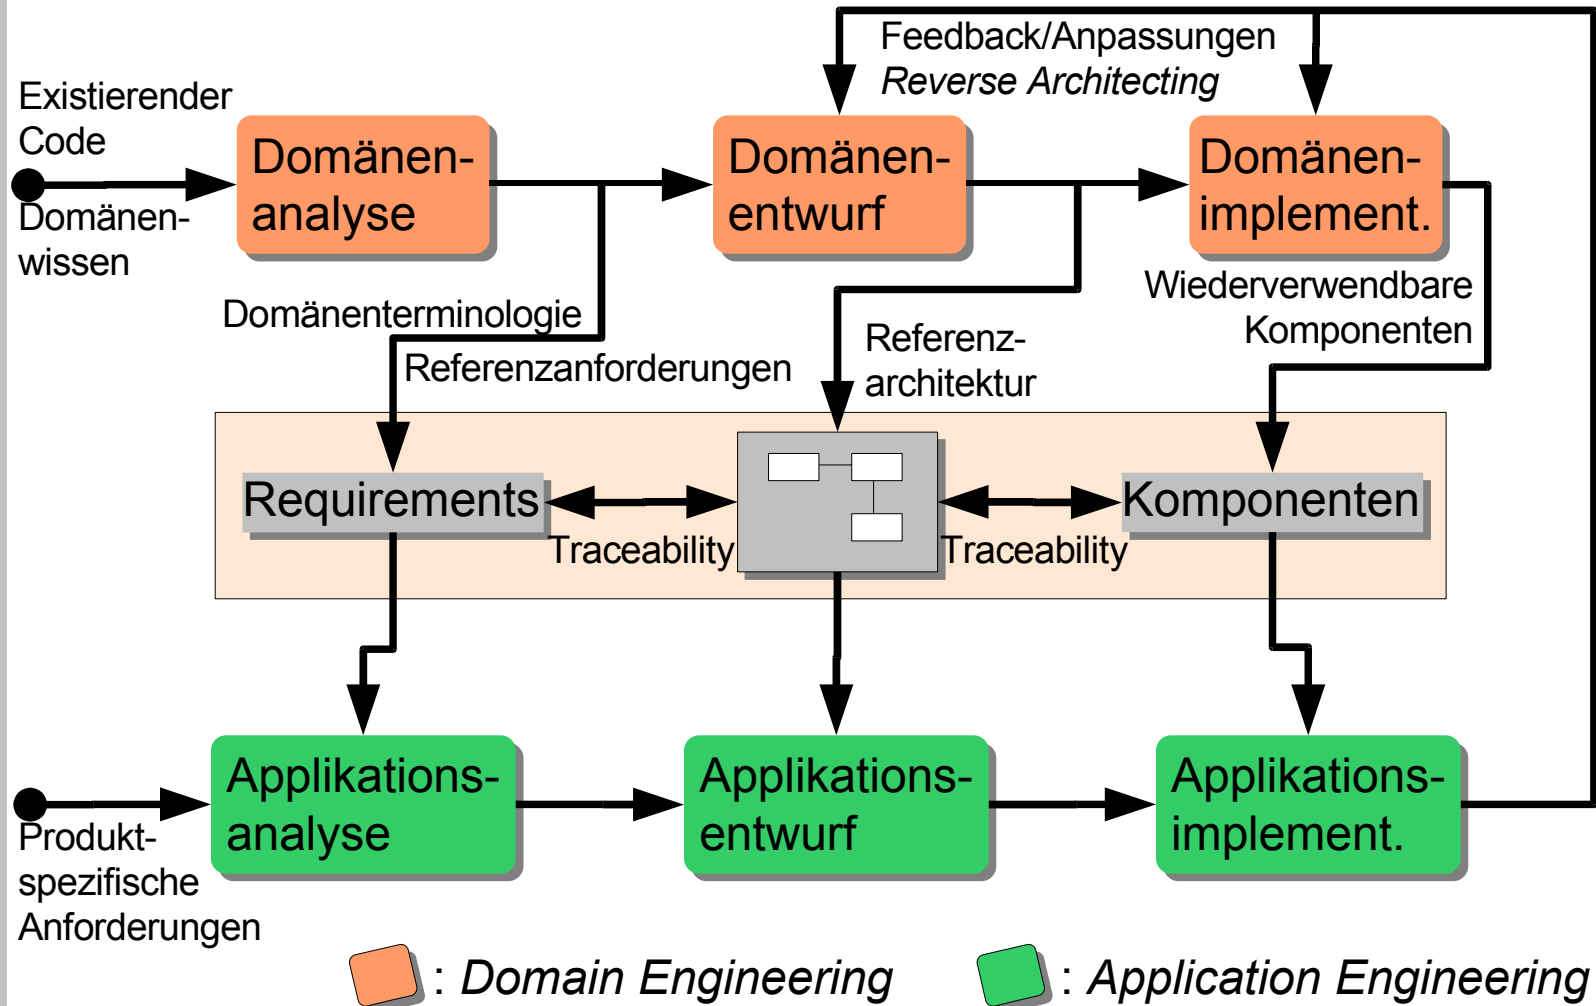 Feedback/Anpassungen
Reverse Architecting
Existierender
Code
Domänen-
wissen
Domänen-
analyse
Domänen-
entwurf
Domänen-
implement.
Domänenterminologie
Referenzanforderungen
Referenz-
architektur
Wiederverwendbare
Komponenten
Requirements
Traceability
Traceability
Komponenten
Produkt-
spezifische
Anforderungen
Applikations-
analyse
Applikations-
entwurf
Applikations-
implement.
: Domain Engineering
: Application Engineering